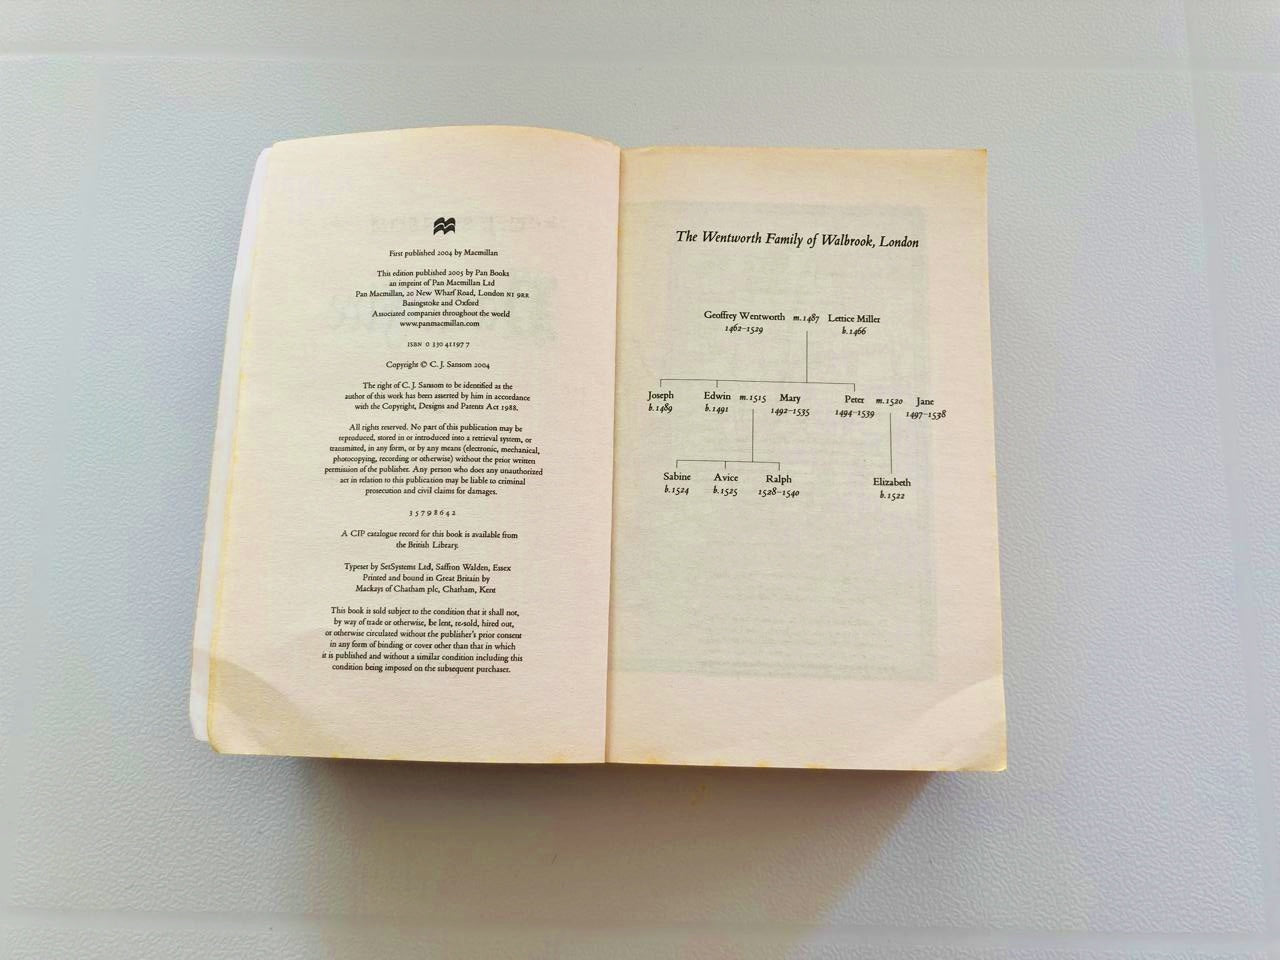 First published 2004 by Macmillan
This edition published 2005 by Pan Books
an imprint of Pan Macmillan Ltd
Pan Macmillan, 20 New Wharf Road, London N1 9RR
Basingstoke and Oxford
Associated companies throughout the world
www.panmacmillan.com
ISBN 0 330 41197 7
Copyright © C. J. Sansom 2004
The right of C. J. Sansom to be identified as the
author of this work has been asserted by him in accordance
with the Copyright, Designs and Patents Act 1988.
All rights reserved. No part of this publication may be
reproduced, stored in or introduced into a retrieval system, or
transmitted, in any form, or by any means (electronic, mechanical,
photocopying, recording or otherwise) without the prior written
permission of the publisher. Any person who does any unauthorized
act in relation to this publication may be liable to criminal
prosecution and civil claims for damages.
3 5 7 9 8 6 4 2
A CIP catalogue record for this book is available from
the British Library.
Typeset by SetSystems Ltd, Saffron Walden, Essex
Printed and bound in Great Britain by
Mackays of Chatham plc, Chatham, Kent
This book is sold subject to the condition that it shall not,
by way of trade or otherwise, be lent, re-sold, hired out,
or otherwise circulated without the publisher's prior consent
in any form of binding or cover other than that in which
it is published and without a similar condition including this
condition being imposed on the subsequent purchaser.
The Wentworth Family of Walbrook, London
Geoffrey Wentworth m.1487 Lettice Miller
1462–1529 b.1466
Joseph Edwin m.1515 Mary Peter m.1520 Jane
b.1489 b.1491 1492–1535 1494–1539 1497–1538
Sabine Avice Ralph Elizabeth
b.1524 b.1525 1528–1540 b.1522